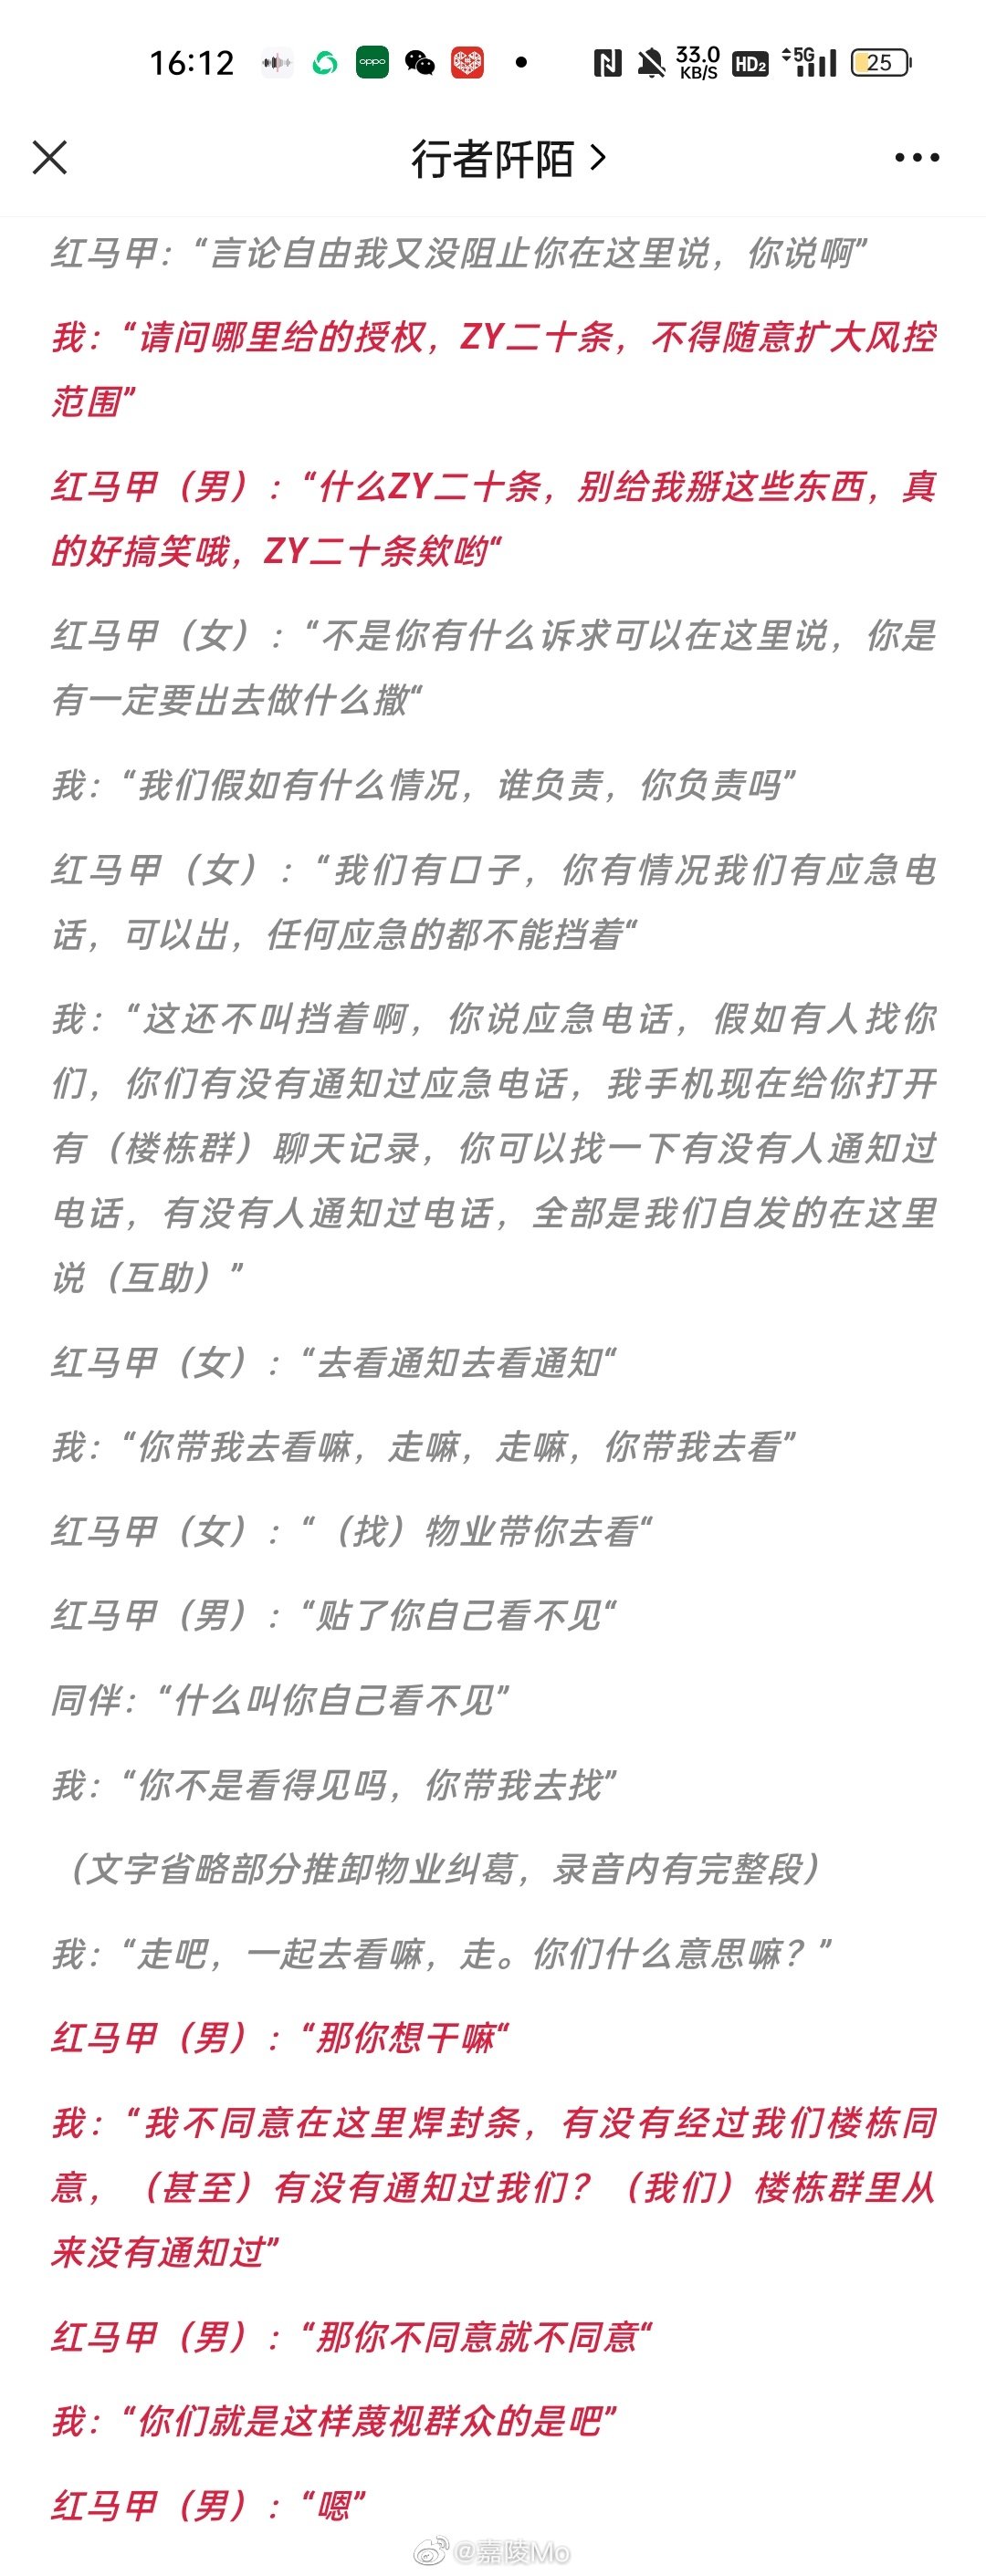 16:12 oppo 33.0 KB/S HD2 5G 25
行者阡陌 >
红马甲：“言论自由我又没阻止你在这里说，你说啊”
我：“请问哪里给的授权，ZY二十条，不得随意扩大风控
范围”
红马甲（男）：“什么ZY二十条，别给我掰这些东西，真
的好搞笑哦，ZY二十条欸哟“
红马甲（女）：“不是你有什么诉求可以在这里说，你是
有一定要出去做什么撒“
我：“我们假如有什么情况，谁负责，你负责吗”
红马甲（女）：“我们有口子，你有情况我们有应急电
话，可以出，任何应急的都不能挡着“
我：“这还不叫挡着啊，你说应急电话，假如有人找你
们，你们有没有通知过应急电话，我手机现在给你打开
有（楼栋群）聊天记录，你可以找一下有没有人通知过
电话，有没有人通知过电话，全部是我们自发的在这里
说（互助）”
红马甲（女）：“去看通知去看通知“
我：“你带我去看嘛，走嘛，走嘛，你带我去看”
红马甲（女）：“（找）物业带你去看“
红马甲（男）：“贴了你自己看不见“
同伴：“什么叫你自己看不见”
我：“你不是看得见吗，你带我去找”
（文字省略部分推卸物业纠葛，录音内有完整段）
我：“走吧，一起去看嘛，走。你们什么意思嘛？”
红马甲（男）：“那你想干嘛“
我：“我不同意在这里焊封条，有没有经过我们楼栋同
意，（甚至）有没有通知过我们？（我们）楼栋群里从
来没有通知过”
红马甲（男）：“那你不同意就不同意“
我：“你们就是这样蔑视群众的是吧”
红马甲（男）：“嗯”
@嘉陵Mo